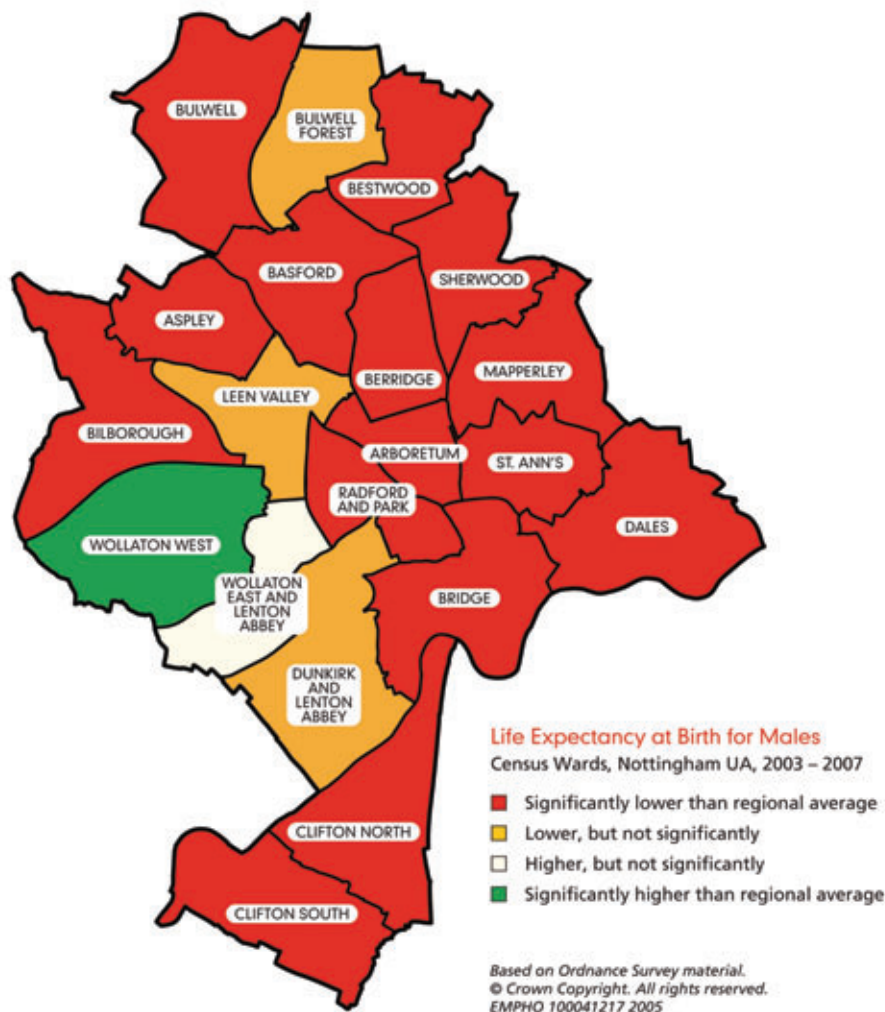 BULWELL
BULWELL
FOREST
BESTWOOD
BASFORD
SHERWOOD
ASPLEY
BERRIDGE
MAPPERLEY
LEEN VALLEY
BILBOROUGH
ARBORETUM
ST. ANN'S
RADFORD
AND PARK
DALES
WOLLATON WEST
WOLLATON
EAST AND
LENTON
ABBEY
BRIDGE
DUNKIRK
AND
LENTON
ABBEY
CLIFTON NORTH
CLIFTON SOUTH
Life Expectancy at Birth for Males
Census Wards, Nottingham UA, 2003 – 2007
Significantly lower than regional average
Lower, but not significantly
Higher, but not significantly
Significantly higher than regional average
Based on Ordnance Survey material.
© Crown Copyright. All rights reserved.
EMPHO 100041217 2005